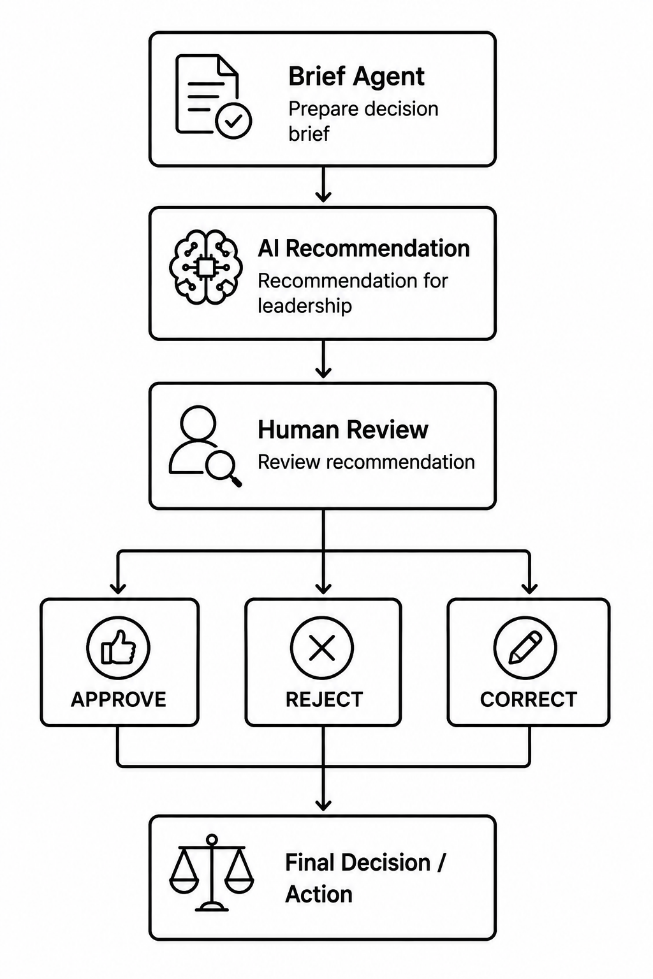 Brief Agent
Prepare decision
brief
AI Recommendation
Recommendation for
leadership
Human Review
Review recommendation
APPROVE
REJECT
CORRECT
Final Decision /
Action